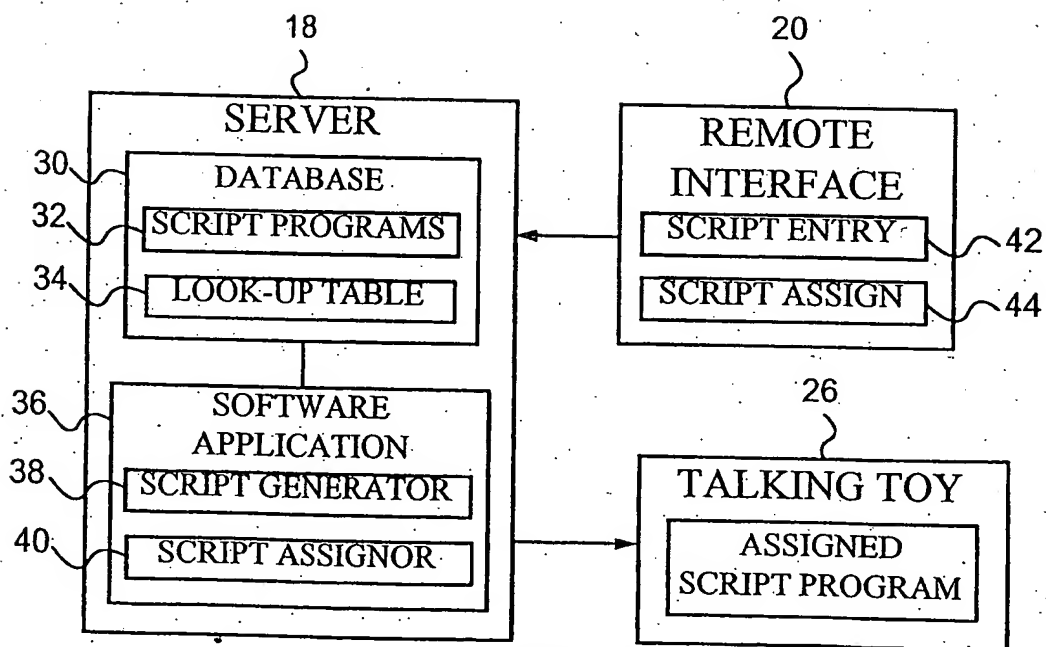 18
SERVER
30
DATABASE
32
SCRIPT PROGRAMS
34
LOOK-UP TABLE
36
SOFTWARE
APPLICATION
38
SCRIPT GENERATOR
40
SCRIPT ASSIGNOR
20
REMOTE
INTERFACE
SCRIPT ENTRY
42
SCRIPT ASSIGN
44
26
TALKING TOY
ASSIGNED
SCRIPT PROGRAM